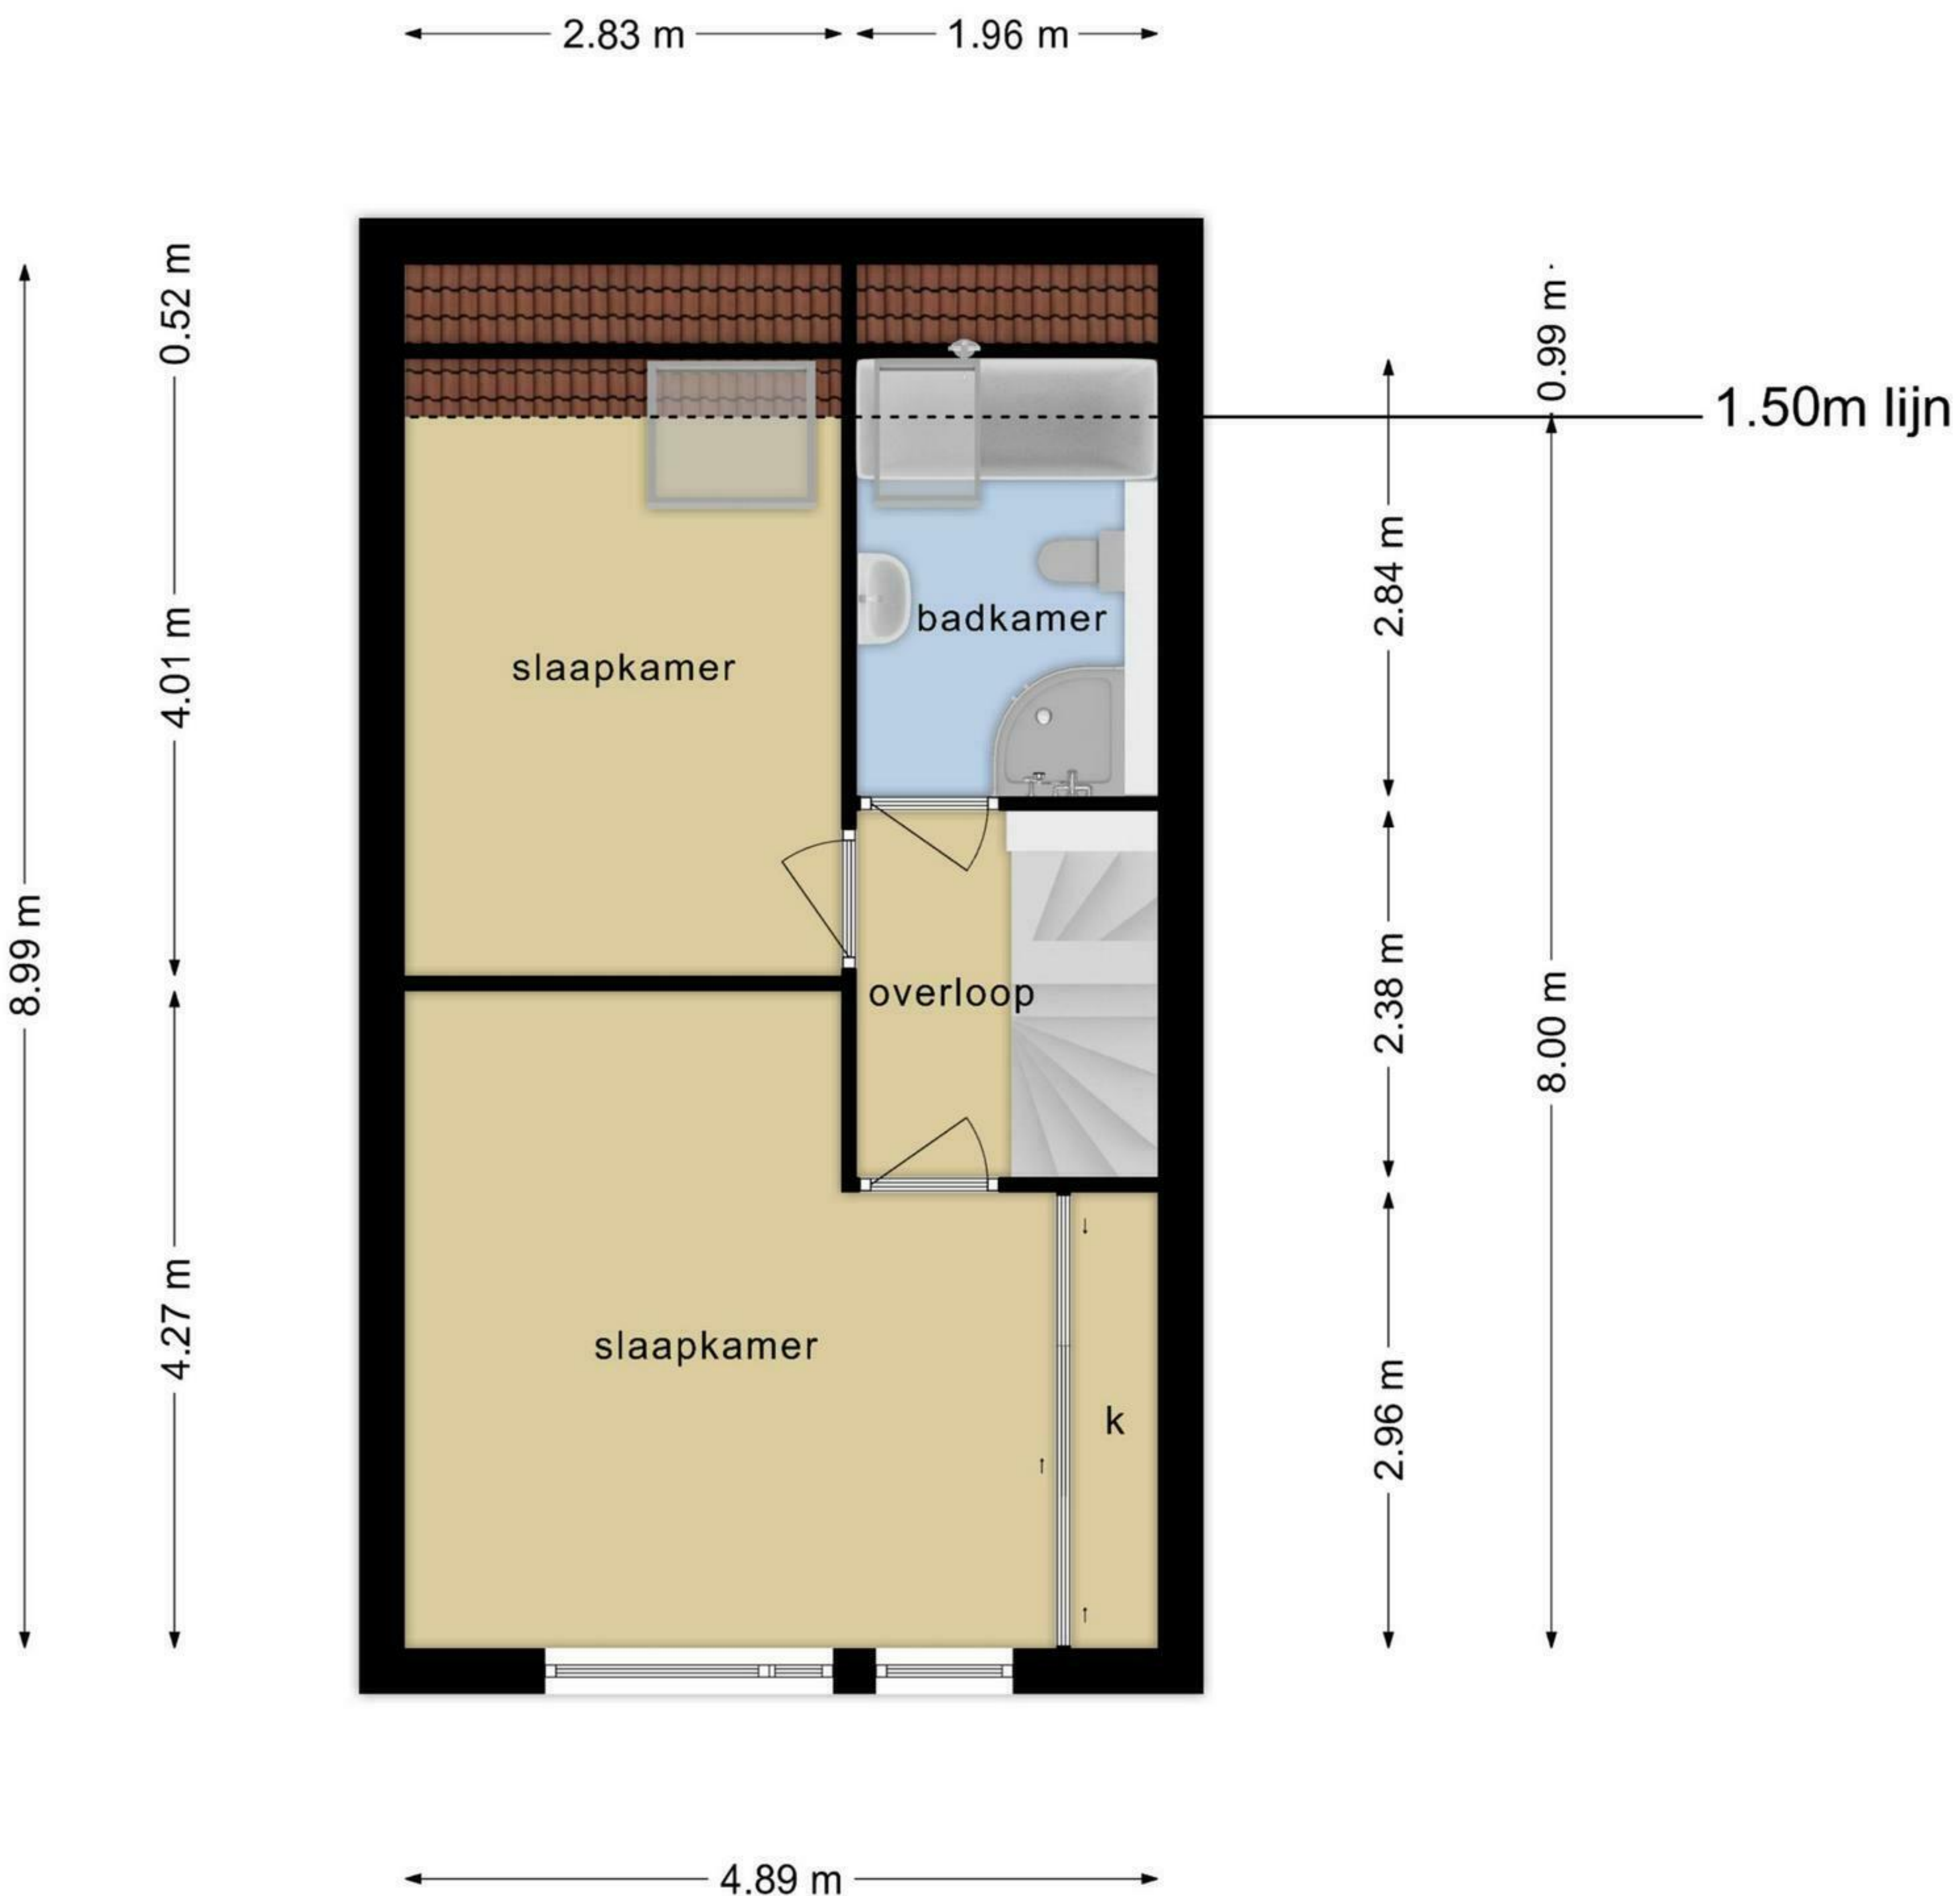 2.83 m
1.96 m
0.52 m
0.99 m
1.50m lijn
2.84 m
badkamer
4.01 m
slaapkamer
8.99 m
overloop
2.38 m
8.00 m
4.27 m
slaapkamer
k
2.96 m
4.89 m